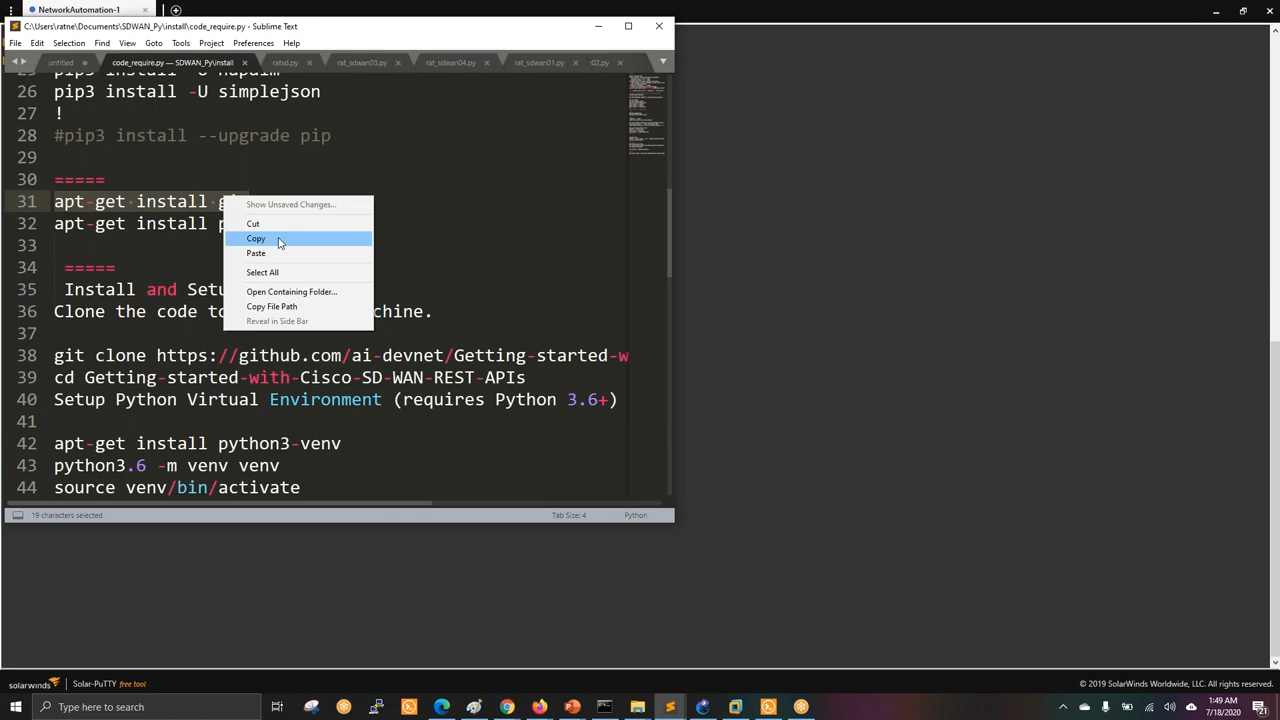 NetworkAutomation-1
C:\Users\ratne\Documents\SDWAN_Py\install\code_require.py - Sublime Text
File Edit Selection Find View Goto Tools Project Preferences Help
untitled
code_require.py — SDWAN_Py\install
ratsd.py
rat_sdwan03.py
rat_sdwan04.py
rat_sdwan01.py
02.py
26 pip3 install -U simplejson
27 !
28 #pip3 install --upgrade pip
29
30 =====
31 apt-get install
32 apt-get install
33
34 =====
35 Install and
36 Clone the code to
37
38 git clone https://github.com/ai-devnet/Getting-started-w
39 cd Getting-started-with-Cisco-SD-WAN-REST-APIs
40 Setup Python Virtual Environment (requires Python 3.6+)
41
42 apt-get install python3-venv
43 python3.6 -m venv venv
44 source venv/bin/activate
Show Unsaved Changes...
Cut
Copy
Paste
Select All
Open Containing Folder...
Copy File Path
Reveal in Side Bar
19 characters selected
Tab Size: 4
Python
solarwinds Solar-PuTTY free tool
© 2019 SolarWinds Worldwide, LLC. All rights reserved.
Type here to search
1:49 AM
7/18/2020
21